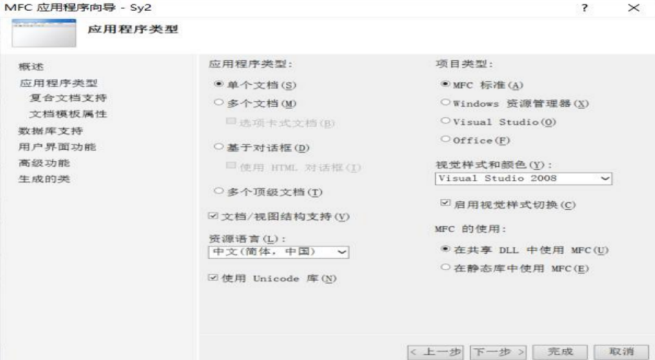 MFC 应用程序向导 - Sy2
? ×
应用程序类型
概述
应用程序类型
复合文档支持
文档模板属性
数据库支持
用户界面功能
高级功能
生成的类
应用程序类型:
单个文档(S)
多个文档(M)
选项卡式文档(B)
基于对话框(D)
使用 HTML 对话框(I)
多个顶级文档(T)
文档/视图结构支持(V)
资源语言(L):
中文(简体，中国)
使用 Unicode 库(N)
项目类型:
MFC 标准(A)
Windows 资源管理器(X)
Visual Studio(O)
Office(F)
视觉样式和颜色(Y):
Visual Studio 2008
启用视觉样式切换(C)
MFC 的使用:
在共享 DLL 中使用 MFC(U)
在静态库中使用 MFC(E)
< 上一步
下一步 >
完成
取消